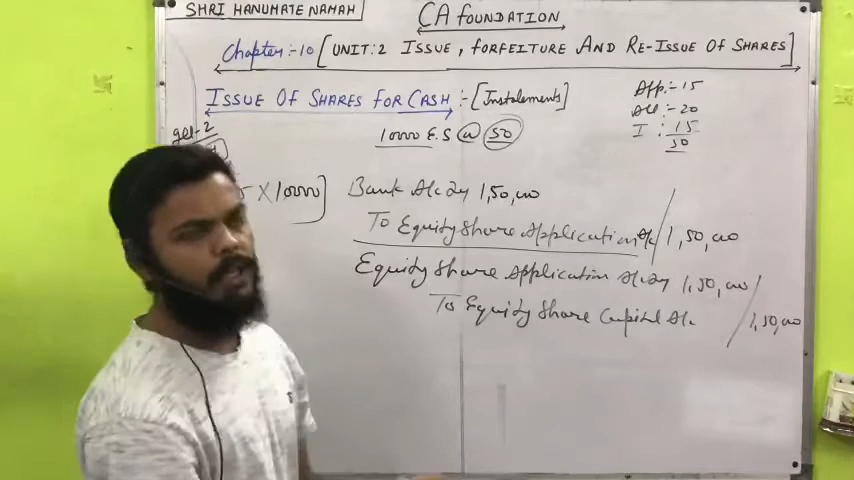 SHRI HANUMATE NAMAH
CA FOUNDATION
Chapter:-10 [UNIT:2 ISSUE, FORFEITURE AND RE-ISSUE OF SHARES]
ISSUE OF SHARES FOR CASH :- [Instalements]
10000 E.S @ 50
App:- 15
All:- 20
I : 15
50
X 10000]
Bank A/c Dr 1,50,000
To Equity Share Application A/c 1,50,000
Equity Share Application A/c Dr 1,50,000
To Equity Share Capital A/c 1,50,000